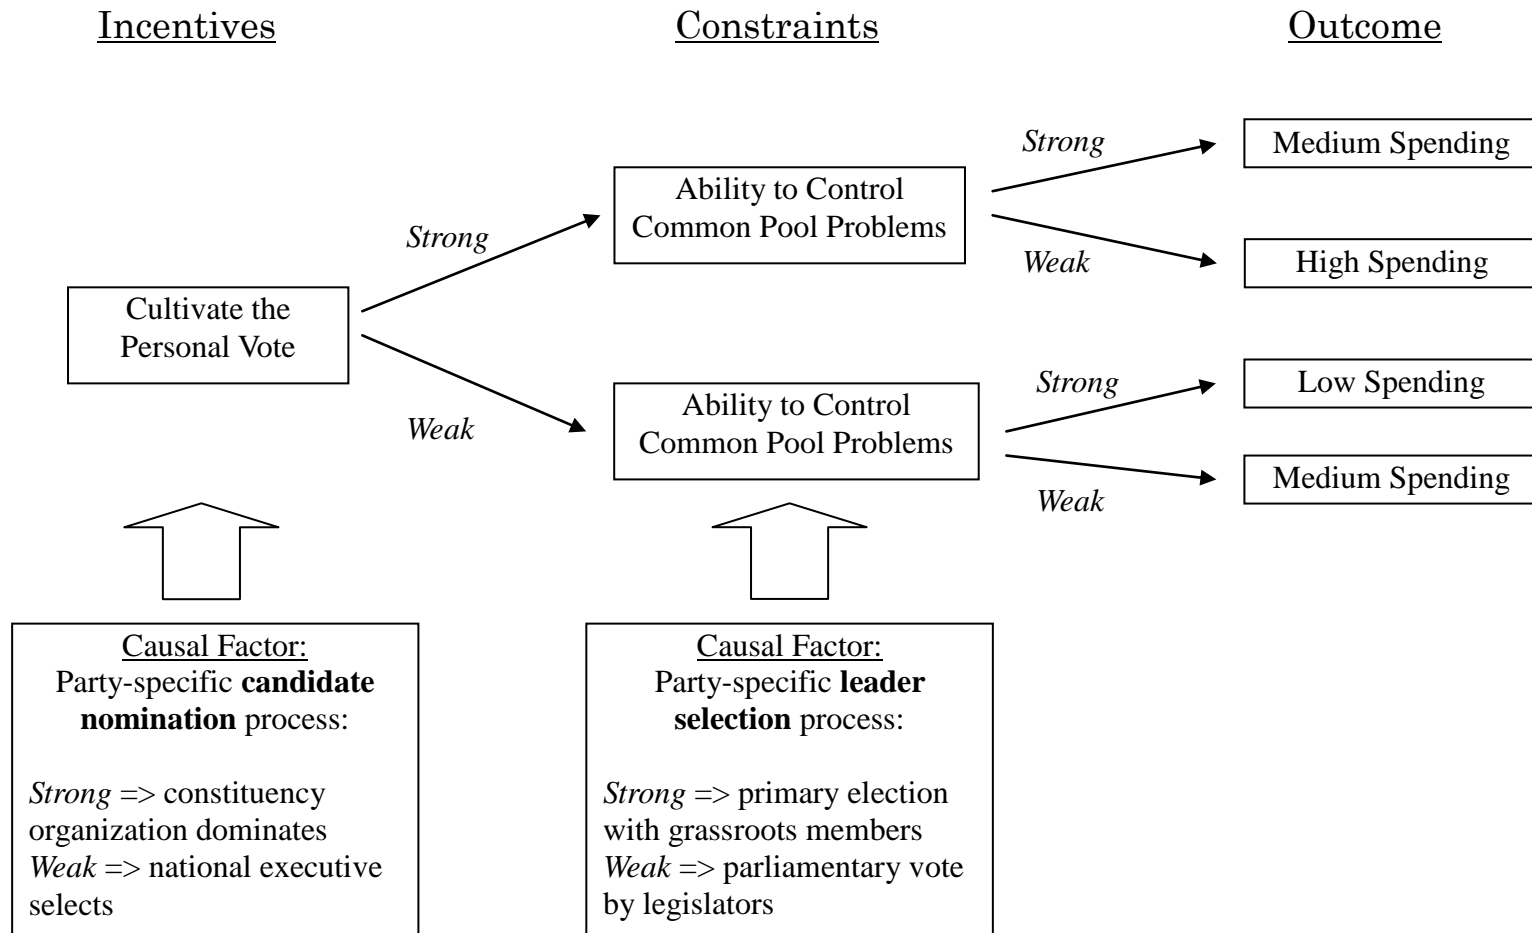 Incentives
Constraints
Outcome
Strong
Medium Spending
Ability to Control
Common Pool Problems
Strong
Weak
High Spending
Cultivate the
Personal Vote
Strong
Low Spending
Ability to Control
Common Pool Problems
Weak
Medium Spending
Weak
Causal Factor:
Party-specific candidate
nomination process:
Strong => constituency
organization dominates
Weak => national executive
selects
Causal Factor:
Party-specific leader
selection process:
Strong => primary election
with grassroots members
Weak => parliamentary vote
by legislators